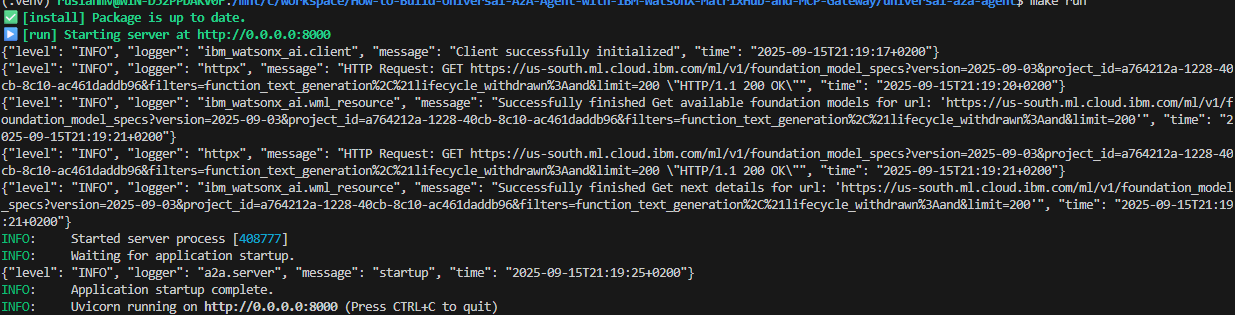 (.venv) ruslanmv@WIN-DJ2PPDAKV0F:/mnt/c/workspace/How-to-Build-Universal-A2A-Agent-with-IBM-WatsonX-MatrixHub-and-MCP-Gateway/universal-a2a-agent$ make run
✅ [install] Package is up to date.
▶️ [run] Starting server at http://0.0.0.0:8000
{"level": "INFO", "logger": "ibm_watsonx_ai.client", "message": "Client successfully initialized", "time": "2025-09-15T21:19:17+0200"}
{"level": "INFO", "logger": "httpx", "message": "HTTP Request: GET https://us-south.ml.cloud.ibm.com/ml/v1/foundation_model_specs?version=2025-09-03&project_id=a764212a-1228-40
cb-8c10-ac461daddb96&filters=function_text_generation%2C%21lifecycle_withdrawn%3Aand&limit=200 \"HTTP/1.1 200 OK\"", "time": "2025-09-15T21:19:20+0200"}
{"level": "INFO", "logger": "ibm_watsonx_ai.wml_resource", "message": "Successfully finished Get available foundation models for url: 'https://us-south.ml.cloud.ibm.com/ml/v1/f
oundation_model_specs?version=2025-09-03&project_id=a764212a-1228-40cb-8c10-ac461daddb96&filters=function_text_generation%2C%21lifecycle_withdrawn%3Aand&limit=200'", "time": "2
025-09-15T21:19:21+0200"}
{"level": "INFO", "logger": "httpx", "message": "HTTP Request: GET https://us-south.ml.cloud.ibm.com/ml/v1/foundation_model_specs?version=2025-09-03&project_id=a764212a-1228-40
cb-8c10-ac461daddb96&filters=function_text_generation%2C%21lifecycle_withdrawn%3Aand&limit=200 \"HTTP/1.1 200 OK\"", "time": "2025-09-15T21:19:21+0200"}
{"level": "INFO", "logger": "ibm_watsonx_ai.wml_resource", "message": "Successfully finished Get next details for url: 'https://us-south.ml.cloud.ibm.com/ml/v1/foundation_model
_specs?version=2025-09-03&project_id=a764212a-1228-40cb-8c10-ac461daddb96&filters=function_text_generation%2C%21lifecycle_withdrawn%3Aand&limit=200'", "time": "2025-09-15T21:19
:21+0200"}
INFO:     Started server process [408777]
INFO:     Waiting for application startup.
{"level": "INFO", "logger": "a2a.server", "message": "startup", "time": "2025-09-15T21:19:25+0200"}
INFO:     Application startup complete.
INFO:     Uvicorn running on http://0.0.0.0:8000 (Press CTRL+C to quit)